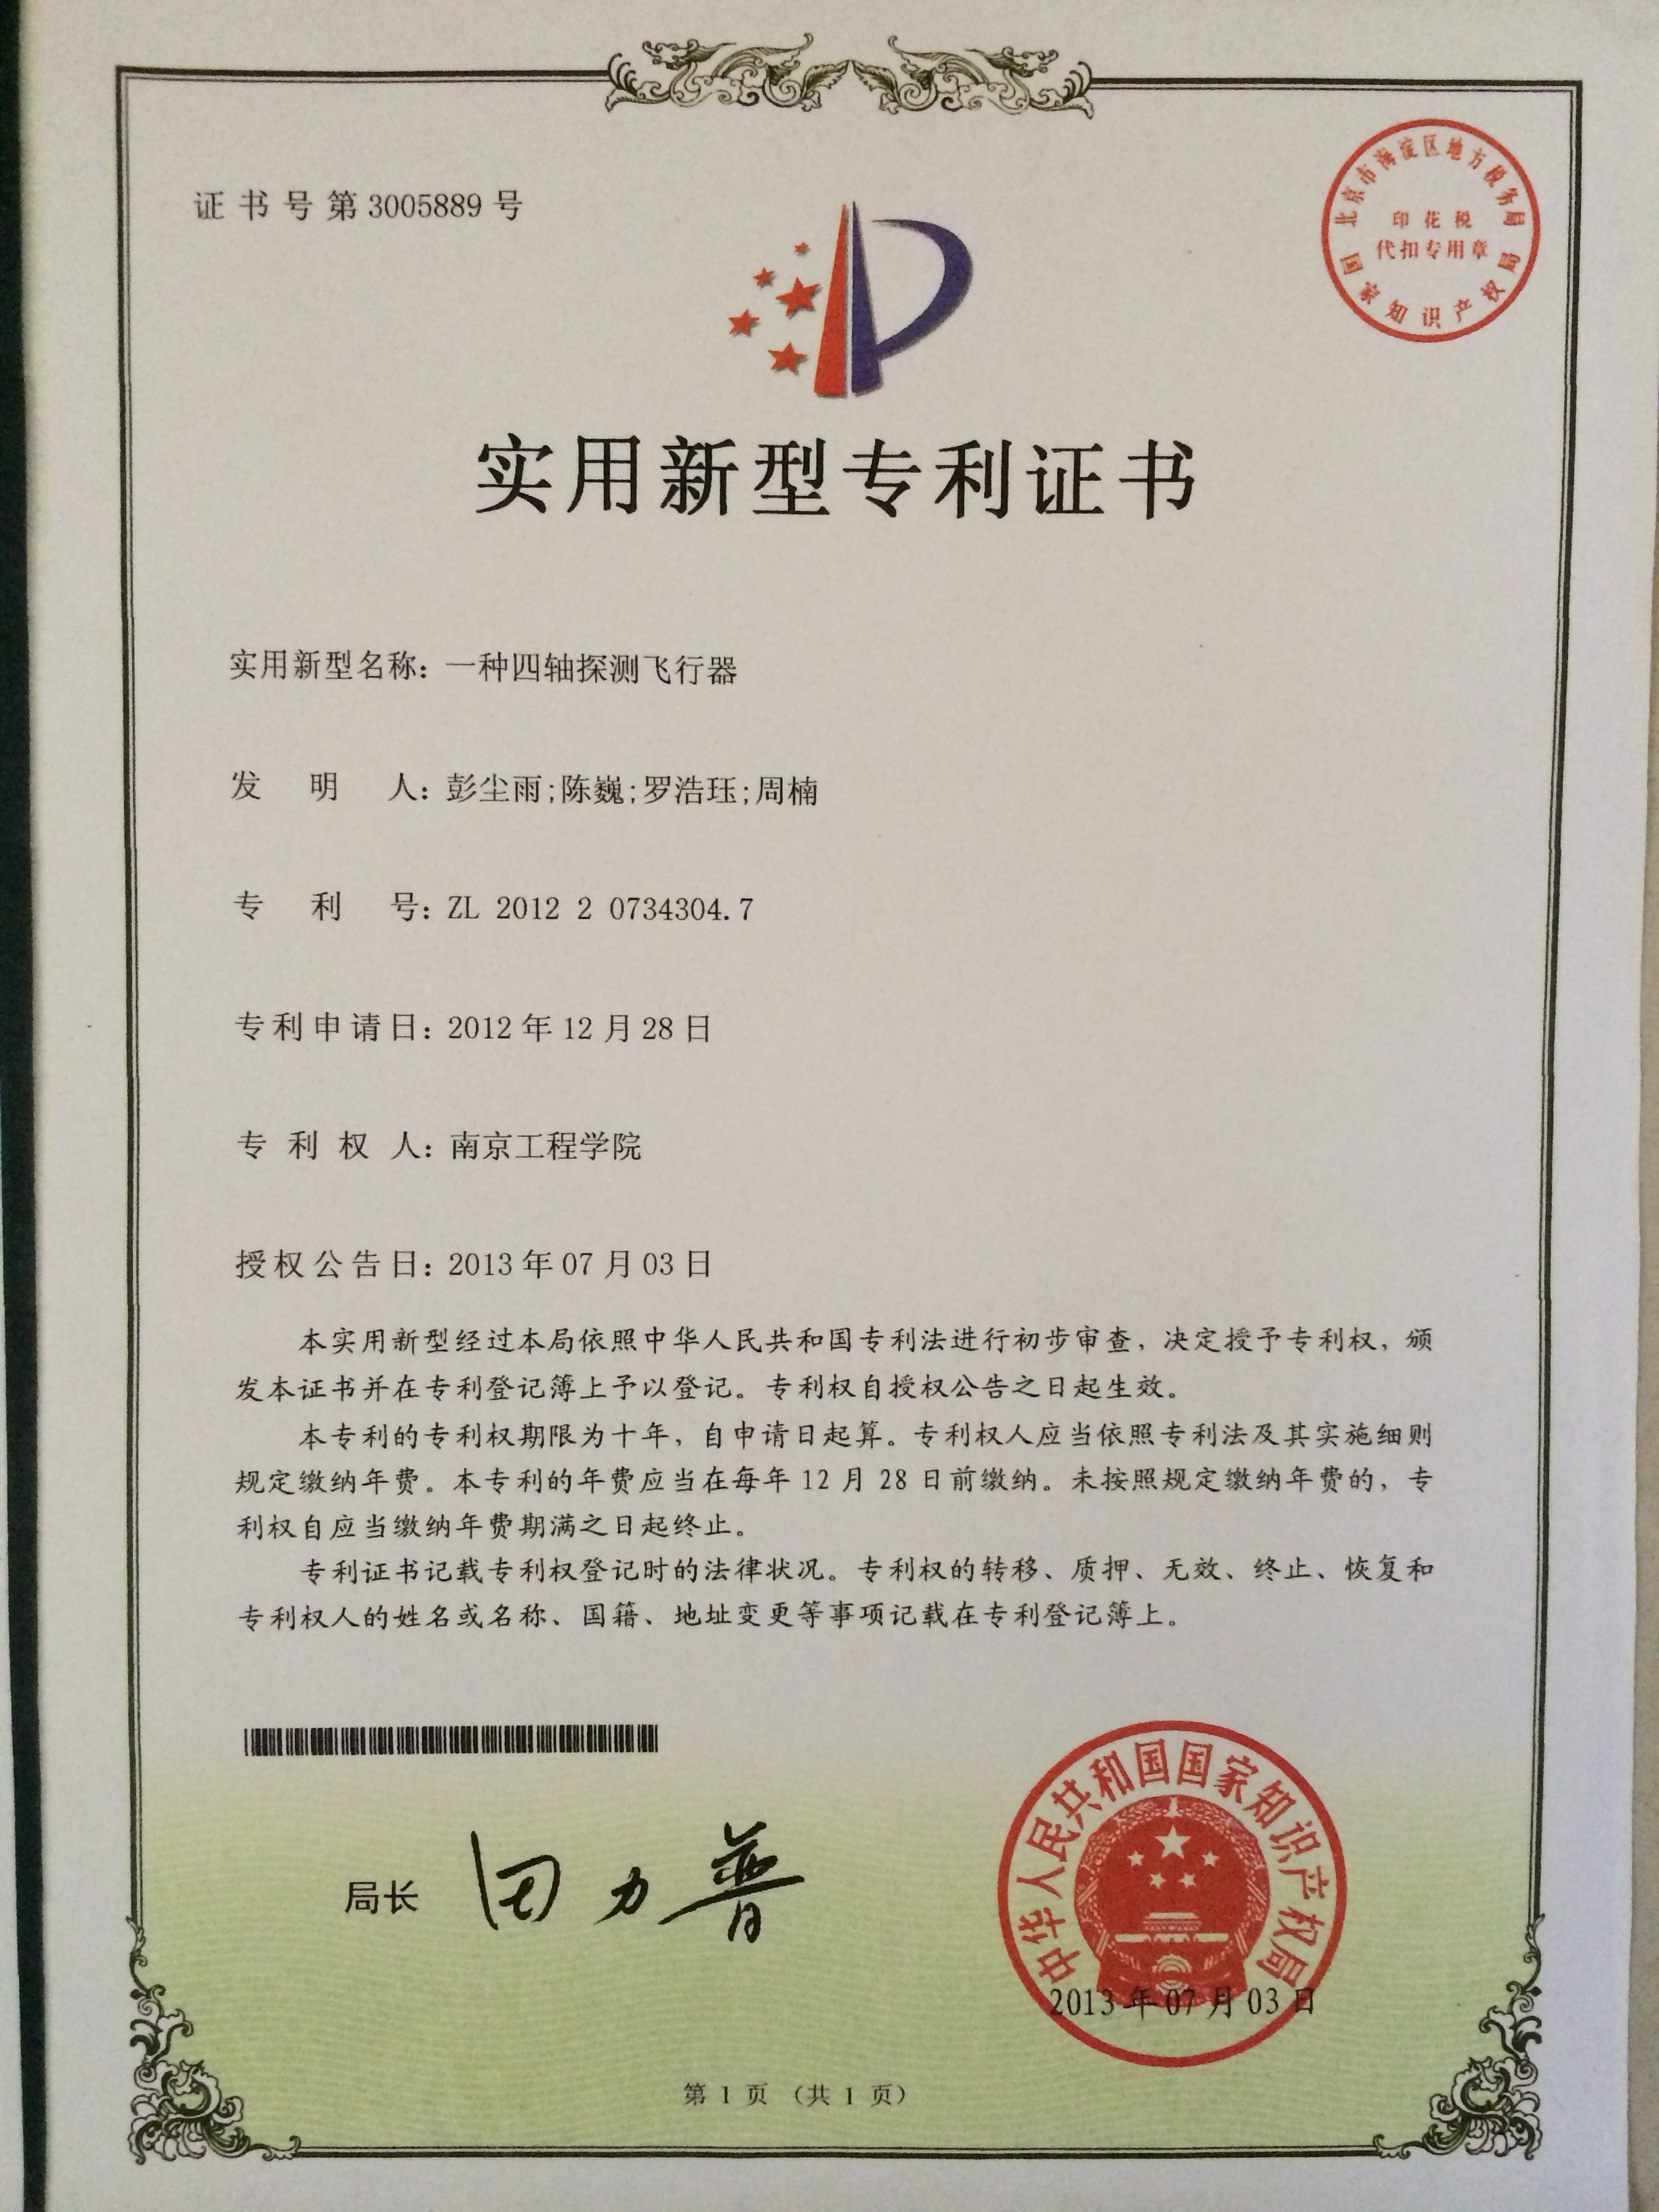 证书号第3005889号
北京市海淀区地方税务局
印花税
代扣专用章
国家知识产权局
实用新型专利证书
实用新型名称：一种四轴探测飞行器
发明人：彭尘雨;陈巍;罗浩珏;周楠
专利号：ZL 2012 2 0734304.7
专利申请日：2012年12月28日
专利权人：南京工程学院
授权公告日：2013年07月03日
本实用新型经过本局依照中华人民共和国专利法进行初步审查，决定授予专利权，颁
发本证书并在专利登记簿上予以登记。专利权自授权公告之日起生效。
本专利的专利权期限为十年，自申请日起算。专利权人应当依照专利法及其实施细则
规定缴纳年费。本专利的年费应当在每年12月28日前缴纳。未按照规定缴纳年费的，专
利权自应当缴纳年费期满之日起终止。
专利证书记载专利权登记时的法律状况。专利权的转移、质押、无效、终止、恢复和
专利权人的姓名或名称、国籍、地址变更等事项记载在专利登记簿上。
局长 田力普
中华人民共和国国家知识产权局
2013年07月03日
第1页（共1页）